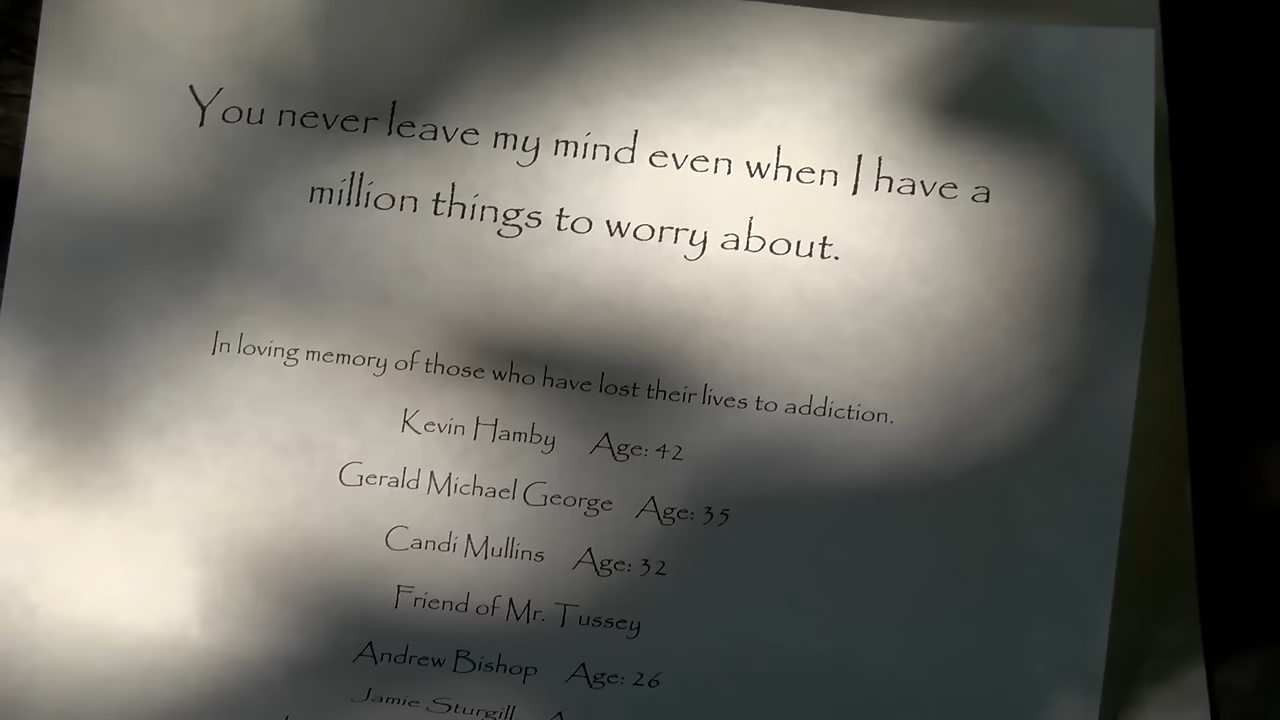 You never leave my mind even when I have a
million things to worry about.
In loving memory of those who have lost their lives to addiction.
Kevin Hamby Age: 42
Gerald Michael George Age: 35
Candi Mullins Age: 32
Friend of Mr. Tussey
Andrew Bishop Age: 26
Jamie Sturgill